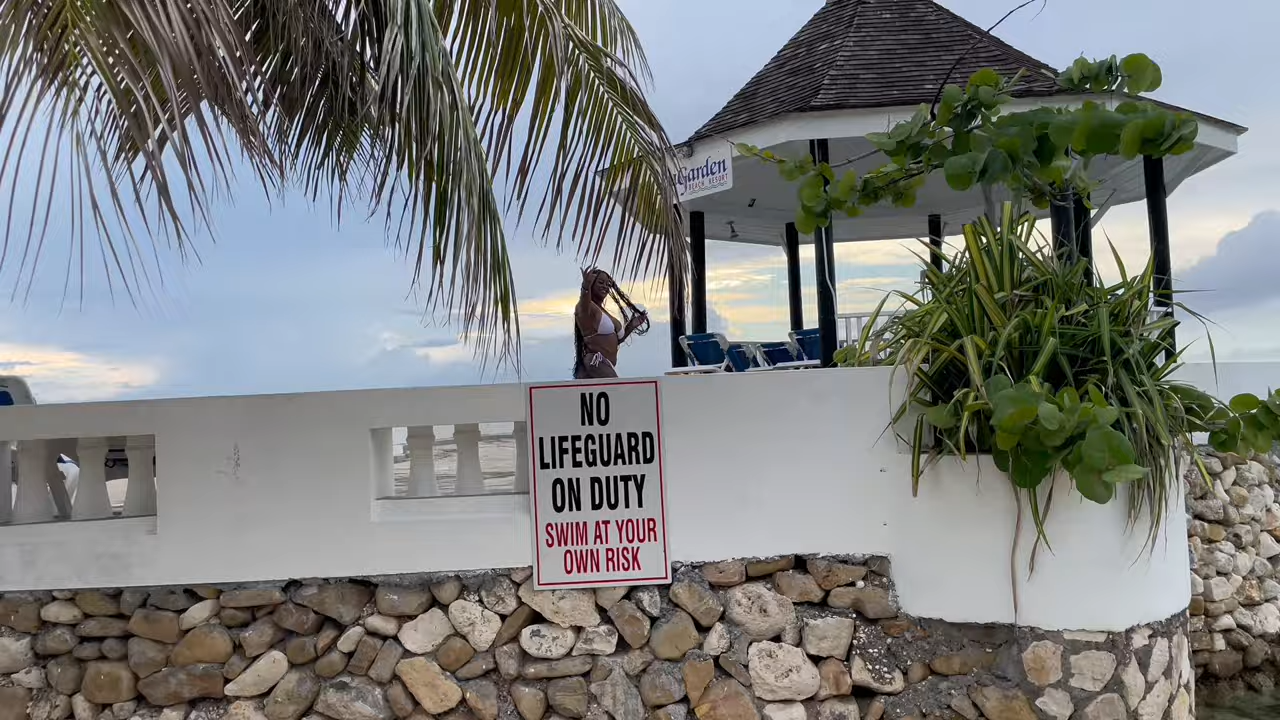 Garden
BEACH RESORT
NO
LIFEGUARD
ON DUTY
SWIM AT YOUR
OWN RISK